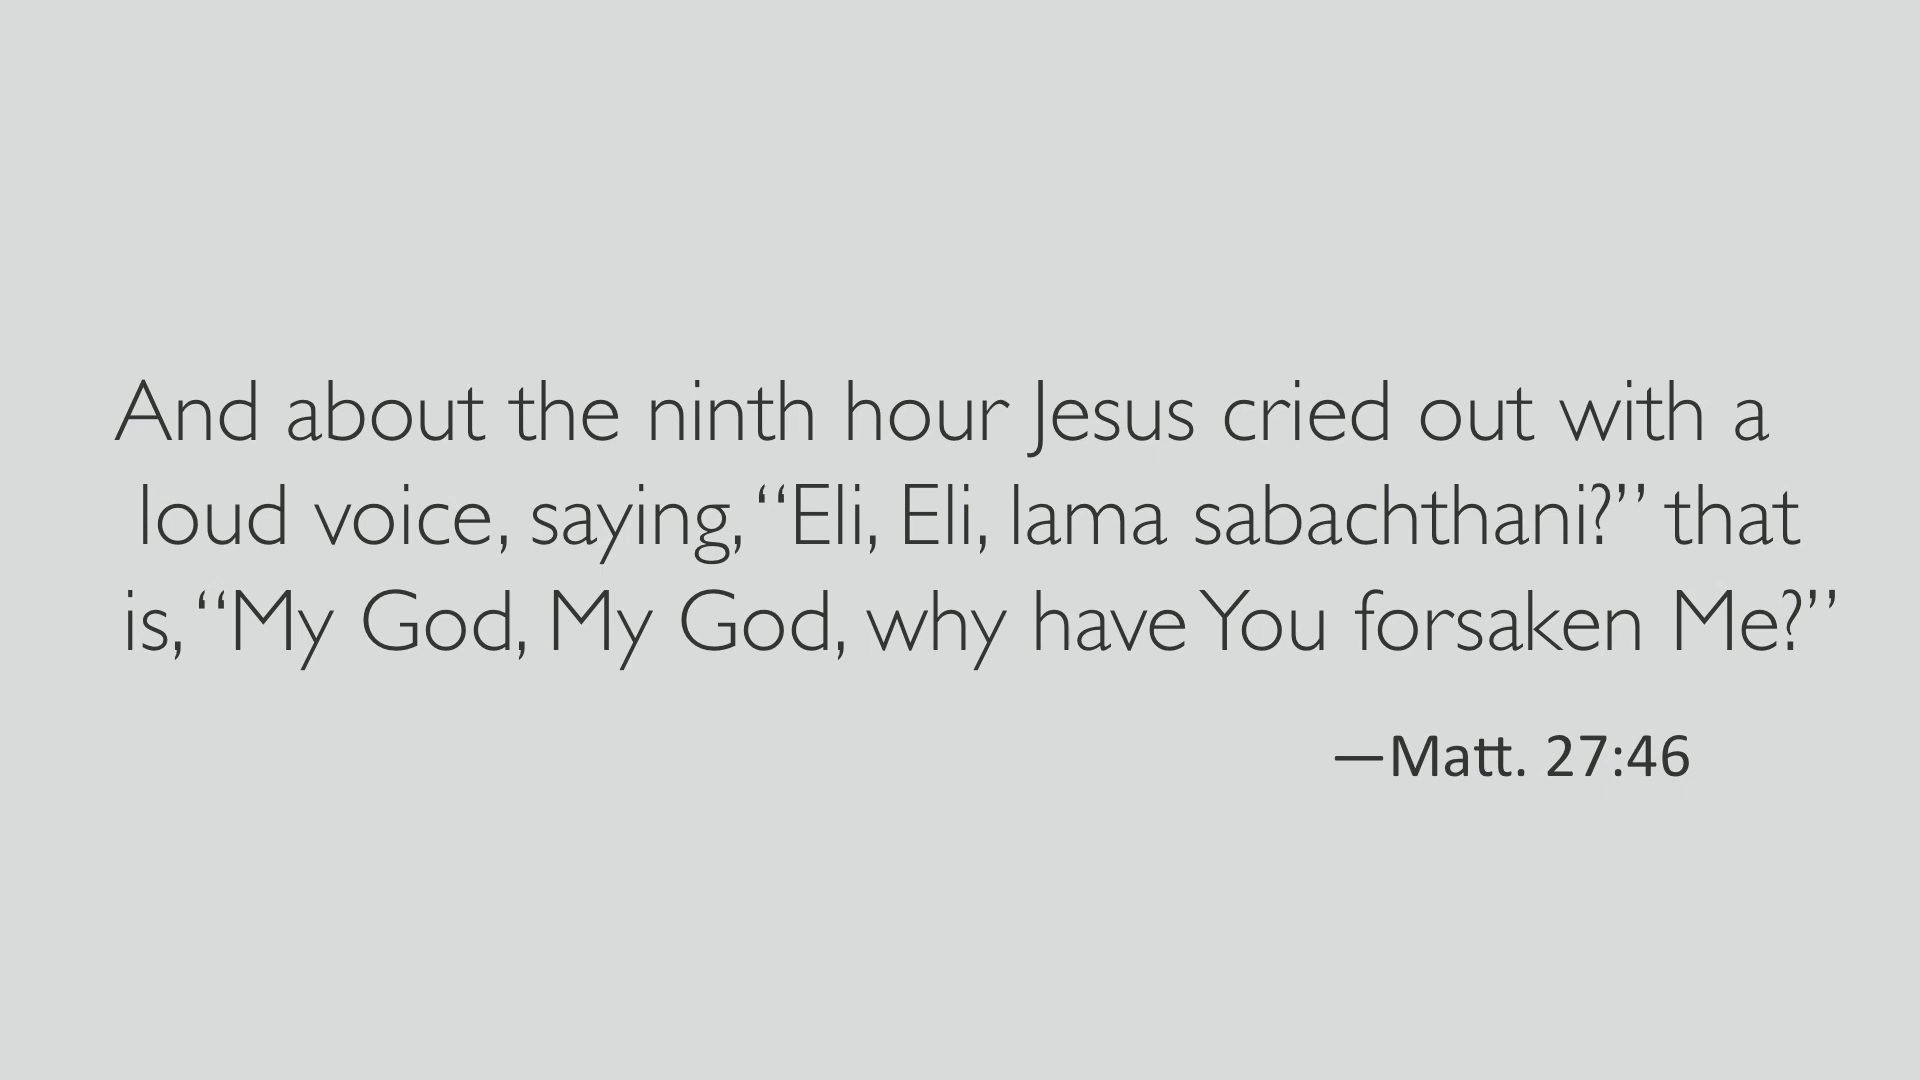 And about the ninth hour Jesus cried out with a
loud voice, saying, “Eli, Eli, lama sabachthani?” that
is, “My God, My God, why have You forsaken Me?”
—Matt. 27:46